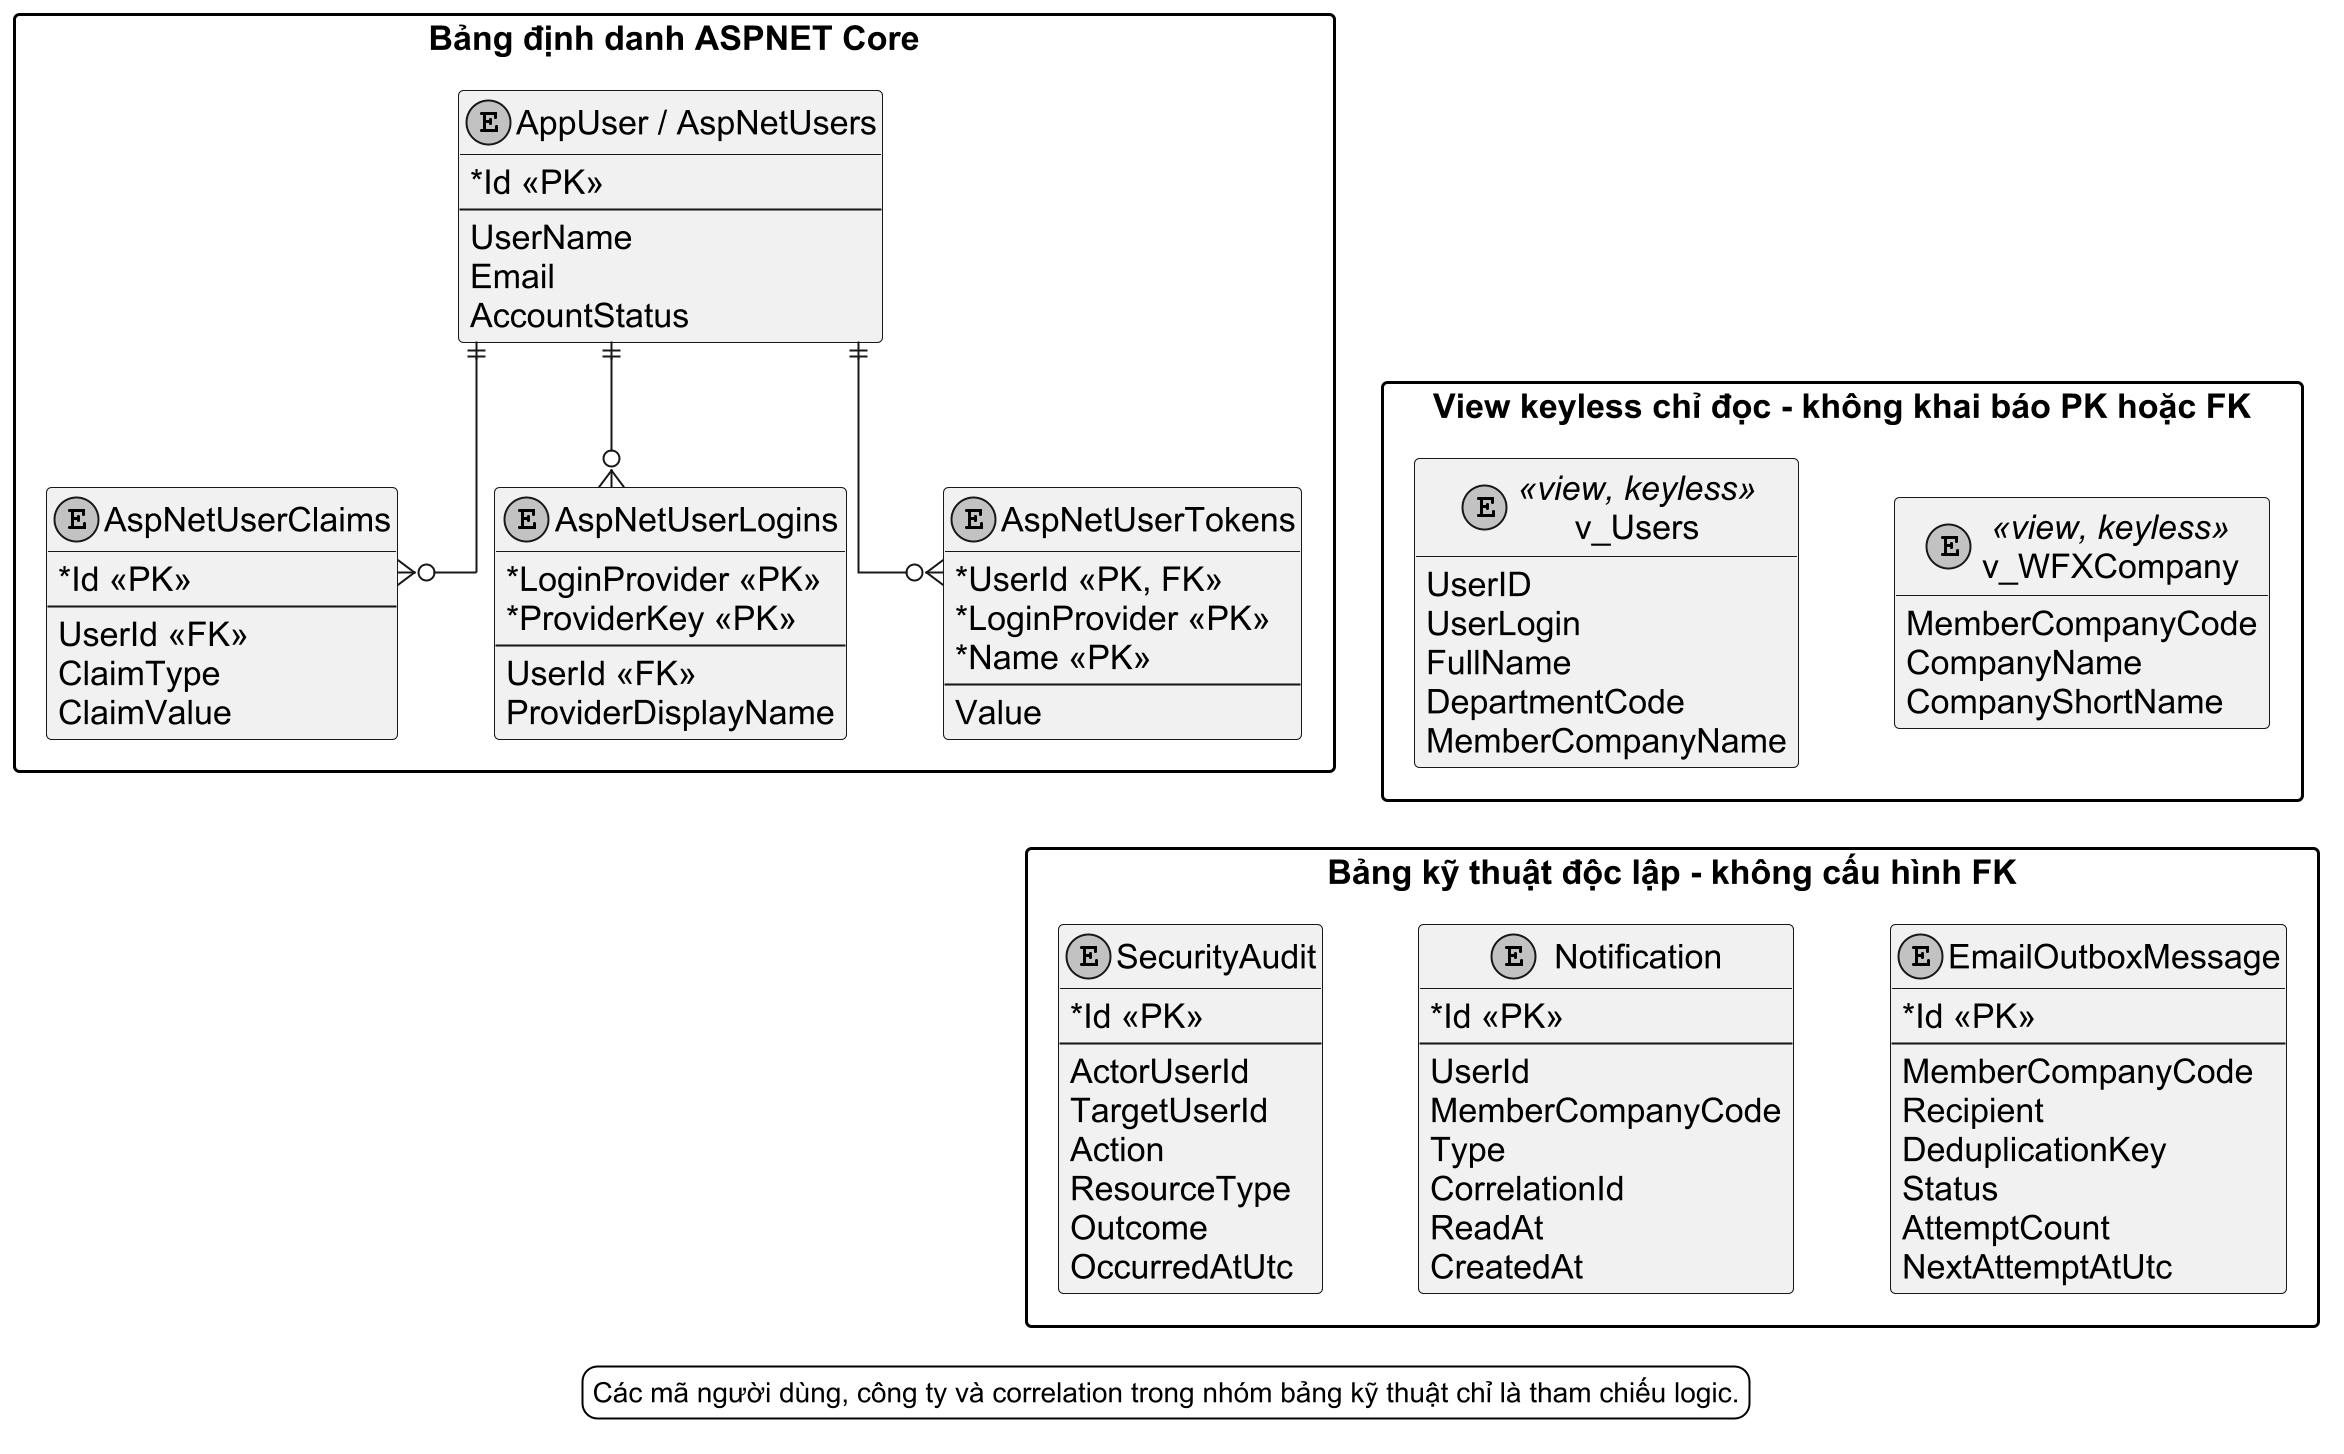 Bảng định danh ASPNET Core
E AppUser / AspNetUsers
*Id «PK»
UserName
Email
AccountStatus
E AspNetUserClaims
*Id «PK»
UserId «FK»
ClaimType
ClaimValue
E AspNetUserLogins
*LoginProvider «PK»
*ProviderKey «PK»
UserId «FK»
ProviderDisplayName
E AspNetUserTokens
*UserId «PK, FK»
*LoginProvider «PK»
*Name «PK»
Value
View keyless chỉ đọc - không khai báo PK hoặc FK
E «view, keyless»
v_Users
UserID
UserLogin
FullName
DepartmentCode
MemberCompanyName
E «view, keyless»
v_WFXCompany
MemberCompanyCode
CompanyName
CompanyShortName
Bảng kỹ thuật độc lập - không cấu hình FK
E SecurityAudit
*Id «PK»
ActorUserId
TargetUserId
Action
ResourceType
Outcome
OccurredAtUtc
E Notification
*Id «PK»
UserId
MemberCompanyCode
Type
CorrelationId
ReadAt
CreatedAt
E EmailOutboxMessage
*Id «PK»
MemberCompanyCode
Recipient
DeduplicationKey
Status
AttemptCount
NextAttemptAtUtc
Các mã người dùng, công ty và correlation trong nhóm bảng kỹ thuật chỉ là tham chiếu logic.